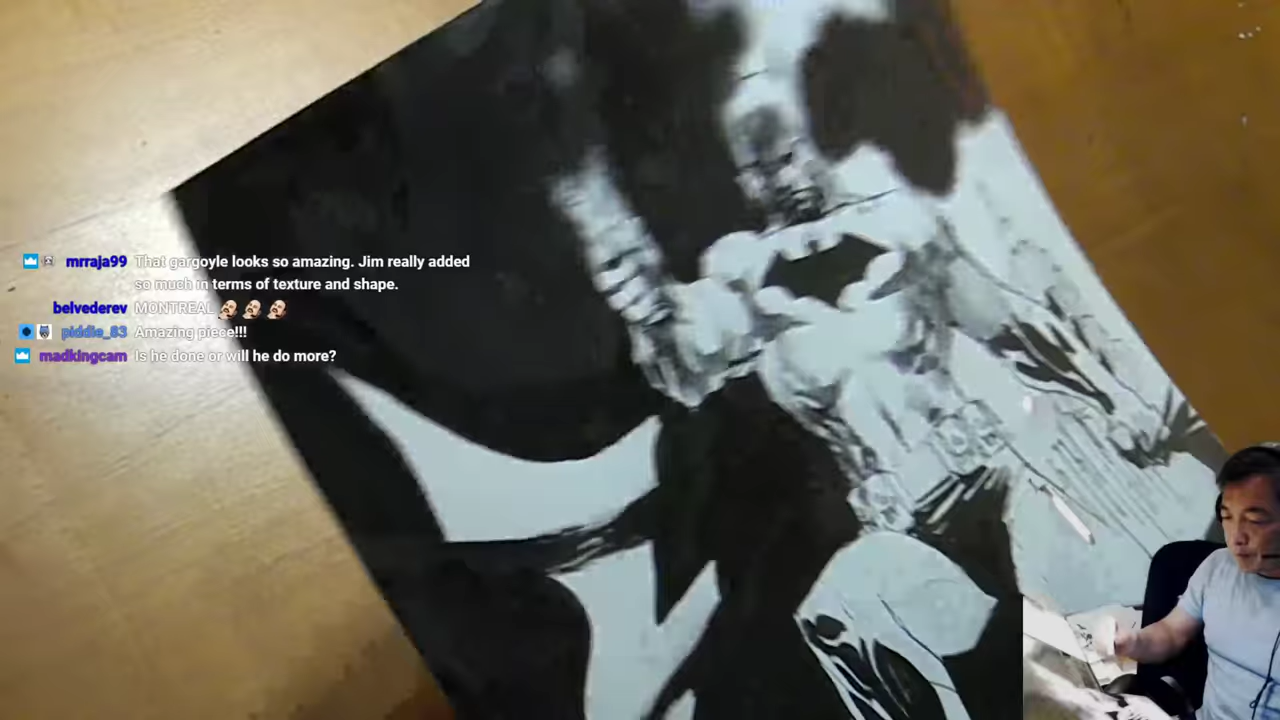 mrraja99 That gargoyle looks so amazing. Jim really added
so much in terms of texture and shape.
belvederev MONTREAL
piddie_83 Amazing piece!!!
madkingcam Is he done or will he do more?